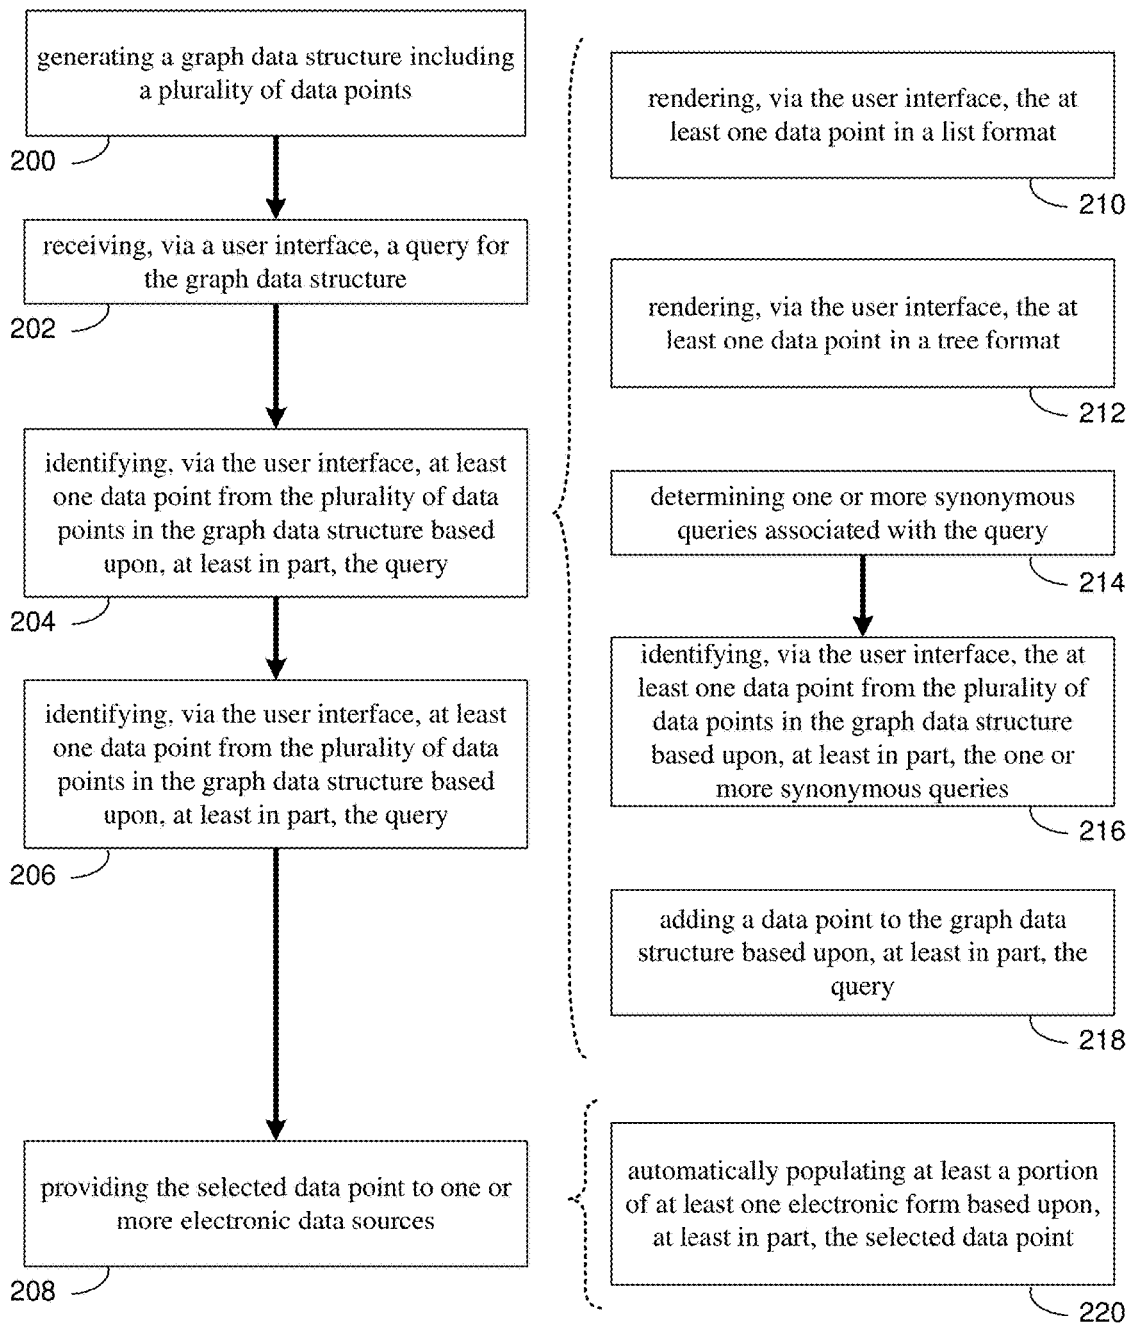 generating a graph data structure including
a plurality of data points
200
receiving, via a user interface, a query for
the graph data structure
202
identifying, via the user interface, at least
one data point from the plurality of data
points in the graph data structure based
upon, at least in part, the query
204
identifying, via the user interface, at least
one data point from the plurality of data
points in the graph data structure based
upon, at least in part, the query
206
providing the selected data point to one or
more electronic data sources
208
rendering, via the user interface, the at
least one data point in a list format
210
rendering, via the user interface, the at
least one data point in a tree format
212
determining one or more synonymous
queries associated with the query
214
identifying, via the user interface, the at
least one data point from the plurality of
data points in the graph data structure
based upon, at least in part, the one or
more synonymous queries
216
adding a data point to the graph data
structure based upon, at least in part, the
query
218
automatically populating at least a portion
of at least one electronic form based upon,
at least in part, the selected data point
220